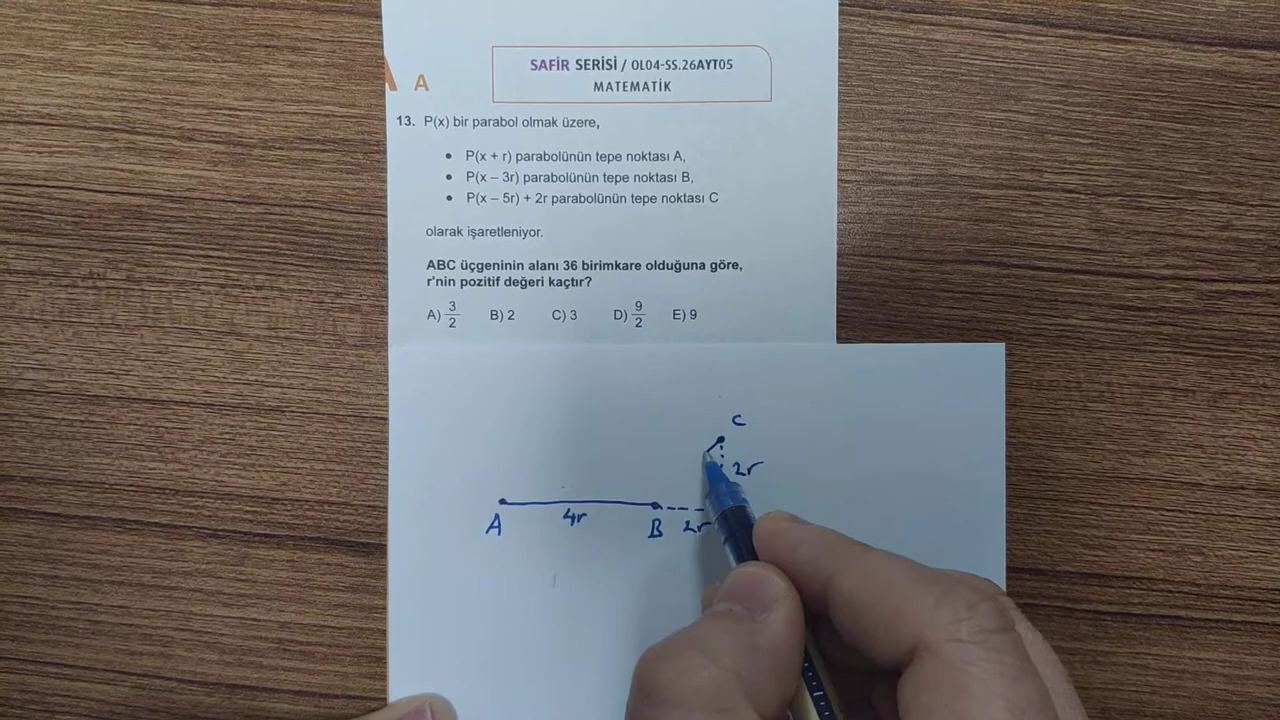 A
SAFİR SERİSİ / OL04-SS.26AYT05
MATEMATİK
13. P(x) bir parabol olmak üzere,
• P(x + r) parabolünün tepe noktası A,
• P(x – 3r) parabolünün tepe noktası B,
• P(x – 5r) + 2r parabolünün tepe noktası C
olarak işaretleniyor.
ABC üçgeninin alanı 36 birimkare olduğuna göre,
r'nin pozitif değeri kaçtır?
A) 3/2 B) 2 C) 3 D) 9/2 E) 9
C
2r
A 4r B 2r